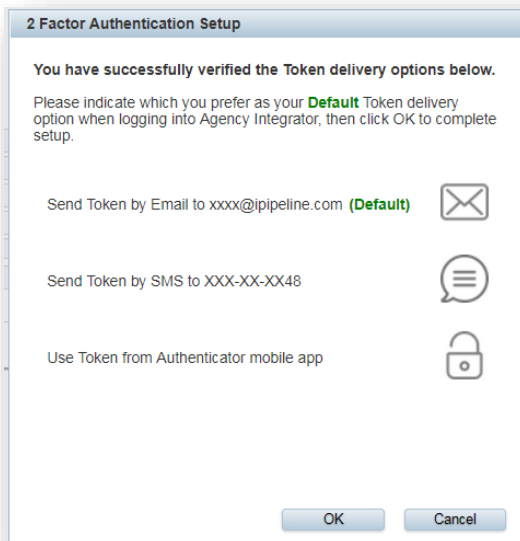 2 Factor Authentication Setup
You have successfully verified the Token delivery options below.
Please indicate which you prefer as your Default Token delivery
option when logging into Agency Integrator, then click OK to complete
setup.
Send Token by Email to xxxx@ipipeline.com (Default)
Send Token by SMS to XXX-XX-XX48
Use Token from Authenticator mobile app
OK Cancel